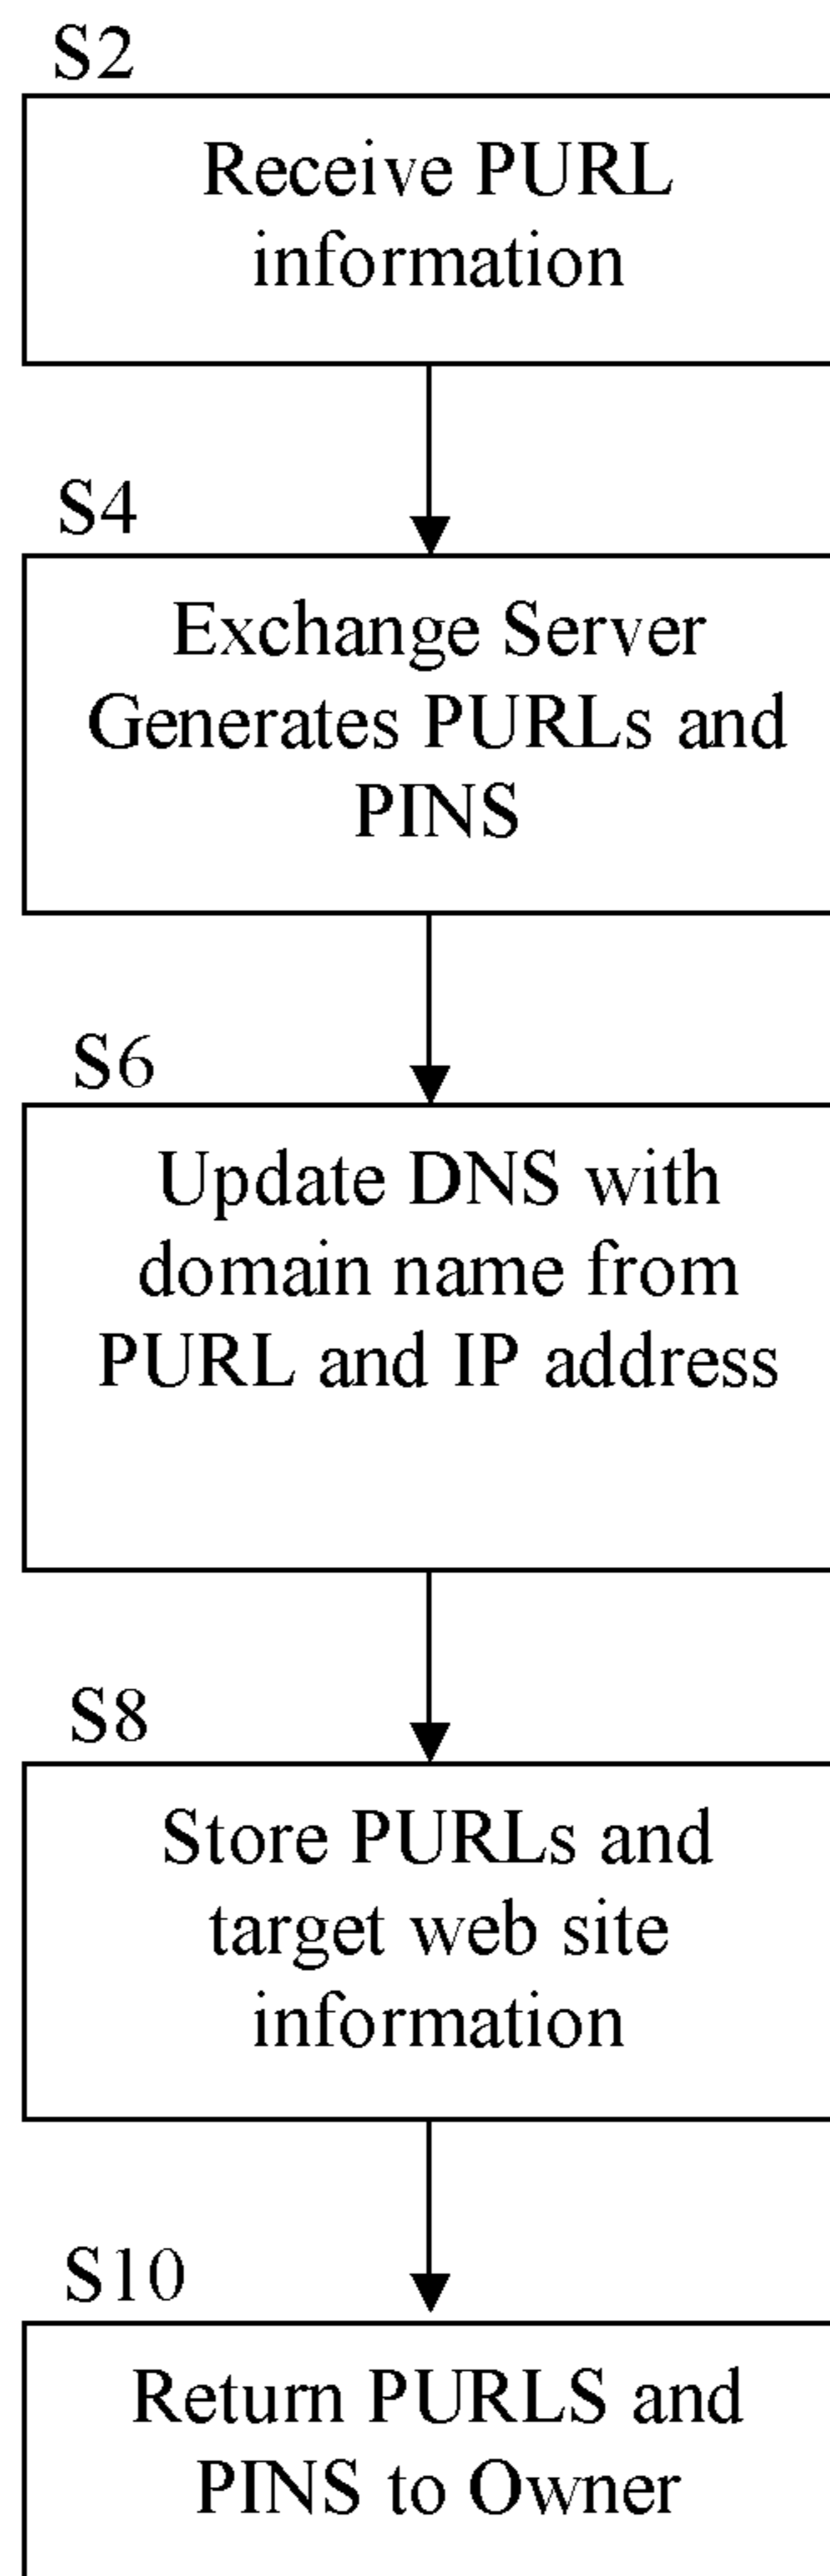 S2
Receive PURL
information
S4
Exchange Server
Generates PURLs and
PINS
S6
Update DNS with
domain name from
PURL and IP address
S8
Store PURLs and
target web site
information
S10
Return PURLS and
PINS to Owner